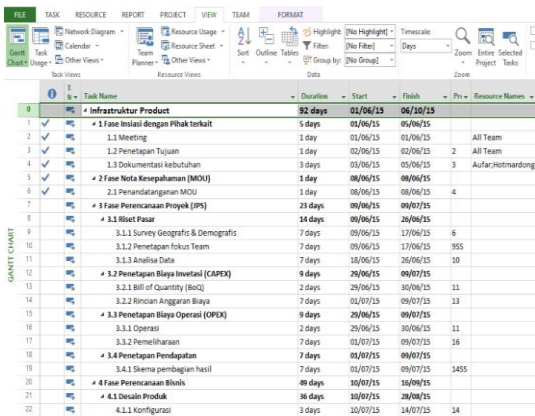 FILE TASK RESOURCE REPORT PROJECT VIEW TEAM FORMAT
Gantt Chart Task Usage Network Diagram Calendar Other Views Team Planner Resource Usage Resource Sheet Other Views Sort Outline Tables Highlight: [No Highlight] Filter: [No Filter] Group by: [No Group] Timescale: Days Zoom Entire Project Selected Tasks
Task Views Resource Views Data Zoom
Task Name Duration Start Finish Resource Names
0 Infrastruktur Product 92 days 01/06/15 06/10/15
1 1 Fase Insiasi dengan Pihak terkait 5 days 01/06/15 05/06/15
2 1.1 Meeting 1 day 01/06/15 01/06/15 All Team
3 1.2 Penetapan Tujuan 1 day 02/06/15 02/06/15 2 All Team
4 1.3 Dokumentasi kebutuhan 3 days 03/06/15 05/06/15 3 Aufar;Hotmardong
5 2 Fase Nota Kesepahaman (MOU) 1 day 08/06/15 08/06/15
6 2.1 Penandatanganan MOU 1 day 08/06/15 08/06/15 4
7 3 Fase Perencanaan Proyek (JPS) 23 days 09/06/15 09/07/15
8 3.1 Riset Pasar 14 days 09/06/15 26/06/15
9 3.1.1 Survey Geografis & Demografis 7 days 09/06/15 17/06/15 6
10 3.1.2 Penetapan fokus Team 7 days 09/06/15 17/06/15 9SS
11 3.1.3 Analisa Data 7 days 18/06/15 26/06/15 10
12 3.2 Penetapan Biaya Invetasi (CAPEX) 9 days 29/06/15 09/07/15
13 3.2.1 Bill of Quantity (BoQ) 2 days 29/06/15 30/06/15 11
14 3.2.2 Rincian Anggaran Biaya 7 days 01/07/15 09/07/15 13
15 3.3 Penetapan Biaya Operasi (OPEX) 9 days 29/06/15 09/07/15
16 3.3.1 Operasi 2 days 29/06/15 30/06/15 11
17 3.3.2 Pemeliharaan 7 days 01/07/15 09/07/15 16
18 3.4 Penetapan Pendapatan 7 days 01/07/15 09/07/15
19 3.4.1 Skema pembagian hasil 7 days 01/07/15 09/07/15 14SS
20 4 Fase Perencanaan Bisnis 49 days 10/07/15 16/09/15
21 4.1 Desain Produk 36 days 10/07/15 28/08/15
22 4.1.1 Konfigurasi 3 days 10/07/15 14/07/15 14
GANTT CHART